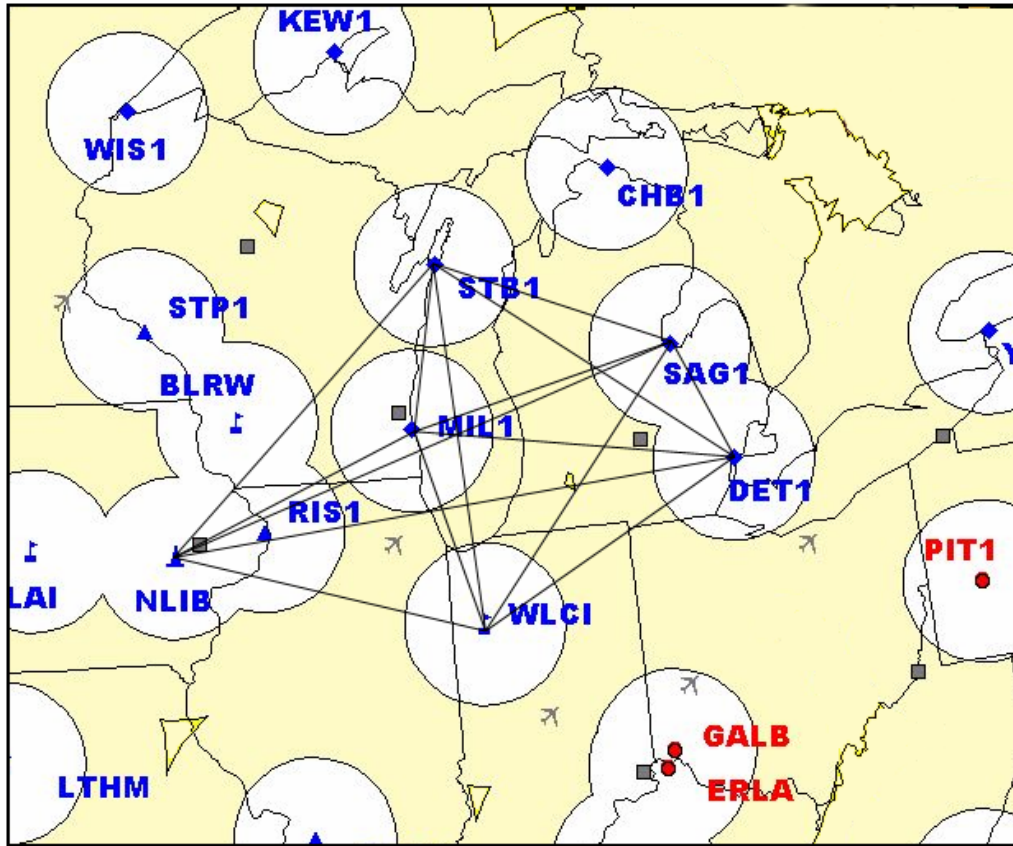 KEW1
WIS1
CHB1
STB1
STP1
Y
SAG1
BLRW
MIL1
DET1
RIS1
PIT1
LAI
NLIB
WLCI
GALB
LTHM
ERLA